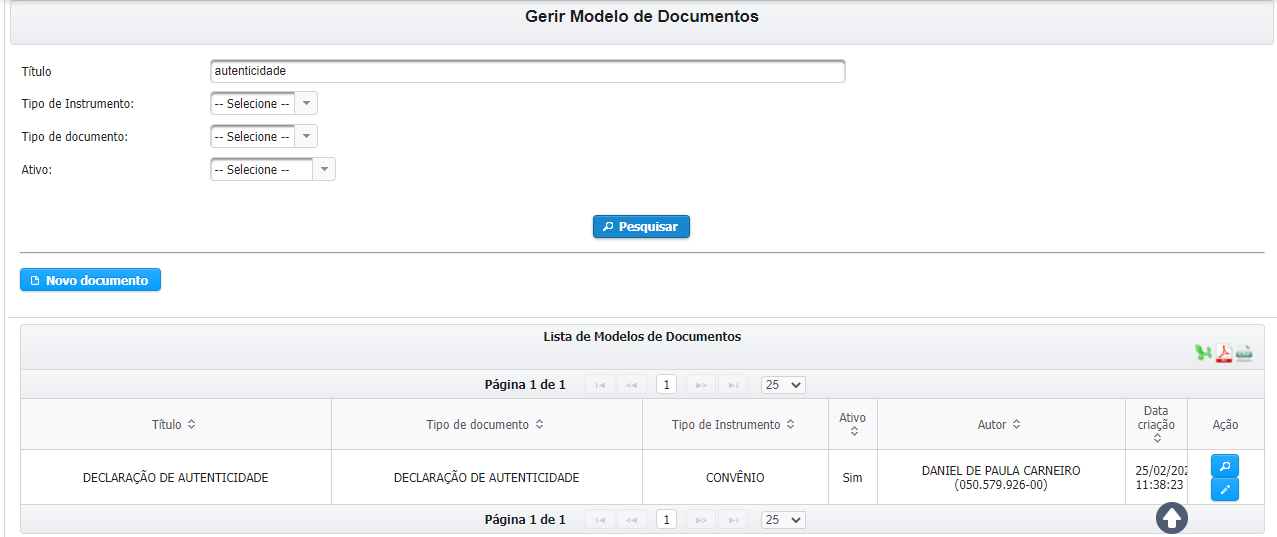 Gerir Modelo de Documentos
Título
autenticidade
Tipo de Instrumento:
-- Selecione --
Tipo de documento:
-- Selecione --
Ativo:
-- Selecione --
Pesquisar
Novo documento
Lista de Modelos de Documentos
Página 1 de 1
1
25
Título
Tipo de documento
Tipo de Instrumento
Ativo
Autor
Data
criação
Ação
DECLARAÇÃO DE AUTENTICIDADE
DECLARAÇÃO DE AUTENTICIDADE
CONVÊNIO
Sim
DANIEL DE PAULA CARNEIRO
(050.579.926-00)
25/02/202
11:38:23
Página 1 de 1
1
25